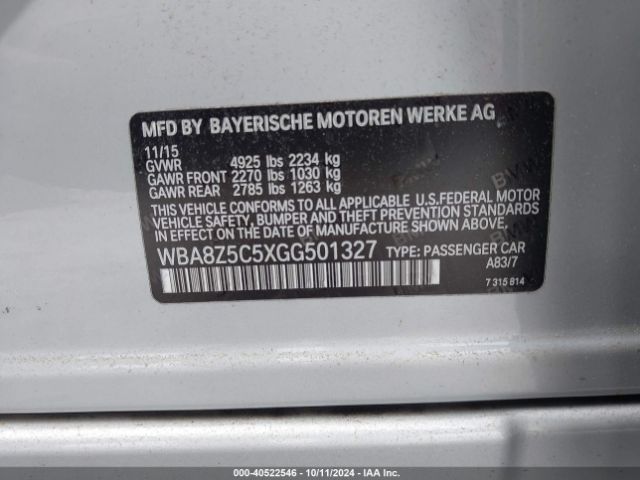 MFD BY BAYERISCHE MOTOREN WERKE AG
11/15
GVWR 4925 lbs 2234 kg
GAWR FRONT 2270 lbs 1030 kg
GAWR REAR 2785 lbs 1263 kg
THIS VEHICLE CONFORMS TO ALL APPLICABLE U.S.FEDERAL MOTOR
VEHICLE SAFETY, BUMPER AND THEFT PREVENTION STANDARDS
IN EFFECT ON THE DATE OF MANUFACTURE SHOWN ABOVE.
WBA8Z5C5XGG501327 TYPE: PASSENGER CAR
A83/7
7 315 814
000-40522546 - 10/11/2024 - IAA Inc.